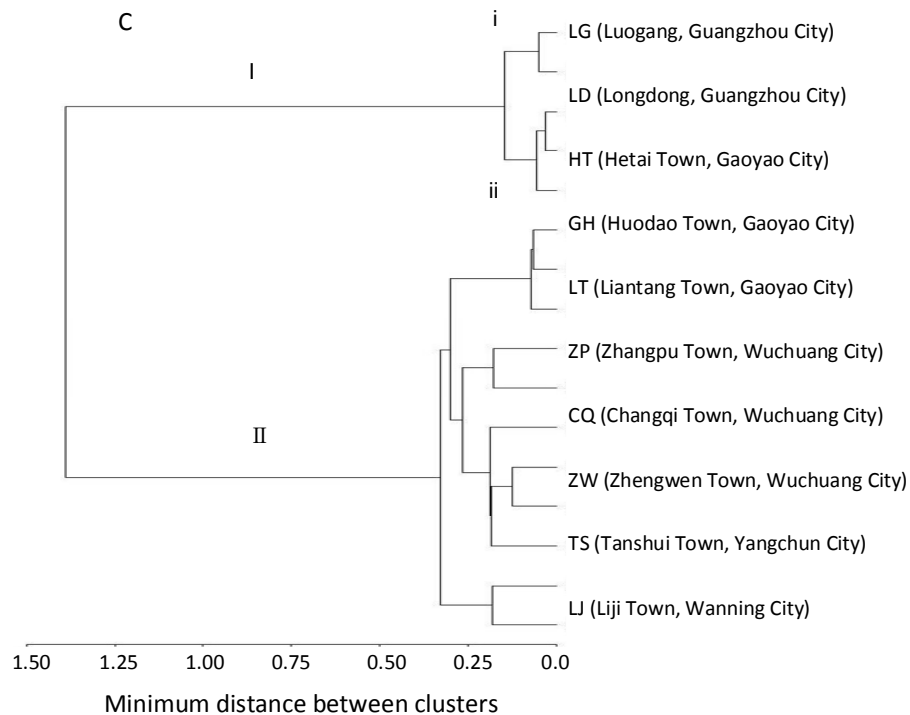 C
i
I
LG (Luogang, Guangzhou City)
LD (Longdong, Guangzhou City)
HT (Hetai Town, Gaoyao City)
ii
GH (Huodao Town, Gaoyao City)
LT (Liantang Town, Gaoyao City)
ZP (Zhangpu Town, Wuchuang City)
CQ (Changqi Town, Wuchuang City)
II
ZW (Zhengwen Town, Wuchuang City)
TS (Tanshui Town, Yangchun City)
LJ (Liji Town, Wanning City)
1.50 1.25 1.00 0.75 0.50 0.25 0.0
Minimum distance between clusters